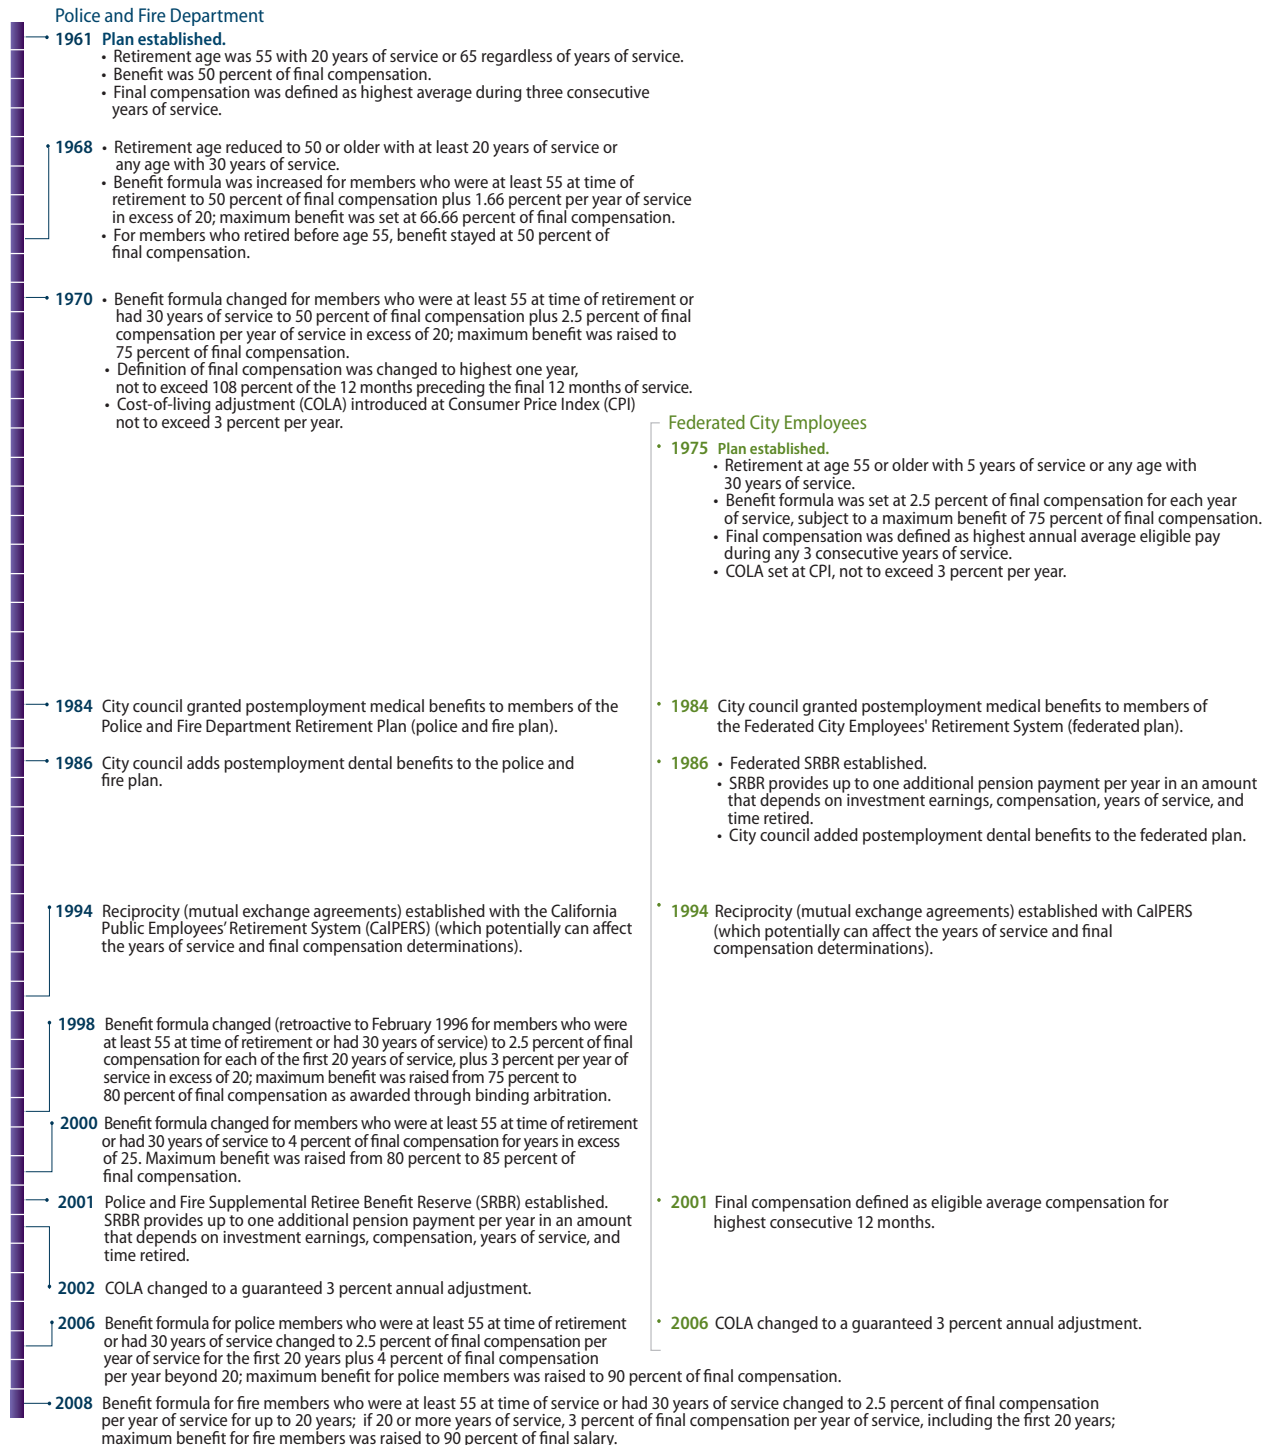 Police and Fire Department
1961 Plan established.
• Retirement age was 55 with 20 years of service or 65 regardless of years of service.
• Benefit was 50 percent of final compensation.
• Final compensation was defined as highest average during three consecutive
years of service.
1968 • Retirement age reduced to 50 or older with at least 20 years of service or
any age with 30 years of service.
• Benefit formula was increased for members who were at least 55 at time of
retirement to 50 percent of final compensation plus 1.66 percent per year of service
in excess of 20; maximum benefit was set at 66.66 percent of final compensation.
• For members who retired before age 55, benefit stayed at 50 percent of
final compensation.
1970 • Benefit formula changed for members who were at least 55 at time of retirement or
had 30 years of service to 50 percent of final compensation plus 2.5 percent of final
compensation per year of service in excess of 20; maximum benefit was raised to
75 percent of final compensation.
• Definition of final compensation was changed to highest one year,
not to exceed 108 percent of the 12 months preceding the final 12 months of service.
• Cost-of-living adjustment (COLA) introduced at Consumer Price Index (CPI)
not to exceed 3 percent per year.
Federated City Employees
1975 Plan established.
• Retirement at age 55 or older with 5 years of service or any age with
30 years of service.
• Benefit formula was set at 2.5 percent of final compensation for each year
of service, subject to a maximum benefit of 75 percent of final compensation.
• Final compensation was defined as highest annual average eligible pay
during any 3 consecutive years of service.
• COLA set at CPI, not to exceed 3 percent per year.
1984 City council granted postemployment medical benefits to members of the
Police and Fire Department Retirement Plan (police and fire plan).
1984 City council granted postemployment medical benefits to members of
the Federated City Employees' Retirement System (federated plan).
1986 City council adds postemployment dental benefits to the police and
fire plan.
1986 • Federated SRBR established.
• SRBR provides up to one additional pension payment per year in an amount
that depends on investment earnings, compensation, years of service, and
time retired.
• City council added postemployment dental benefits to the federated plan.
1994 Reciprocity (mutual exchange agreements) established with the California
Public Employees' Retirement System (CalPERS) (which potentially can affect
the years of service and final compensation determinations).
1994 Reciprocity (mutual exchange agreements) established with CalPERS
(which potentially can affect the years of service and final
compensation determinations).
1998 Benefit formula changed (retroactive to February 1996 for members who were
at least 55 at time of retirement or had 30 years of service) to 2.5 percent of final
compensation for each of the first 20 years of service, plus 3 percent per year of
service in excess of 20; maximum benefit was raised from 75 percent to
80 percent of final compensation as awarded through binding arbitration.
2000 Benefit formula changed for members who were at least 55 at time of retirement
or had 30 years of service to 4 percent of final compensation for years in excess
of 25. Maximum benefit was raised from 80 percent to 85 percent of
final compensation.
2001 Police and Fire Supplemental Retiree Benefit Reserve (SRBR) established.
SRBR provides up to one additional pension payment per year in an amount
that depends on investment earnings, compensation, years of service, and
time retired.
2001 Final compensation defined as eligible average compensation for
highest consecutive 12 months.
2002 COLA changed to a guaranteed 3 percent annual adjustment.
2006 Benefit formula for police members who were at least 55 at time of retirement
or had 30 years of service changed to 2.5 percent of final compensation per
year of service for the first 20 years plus 4 percent of final compensation
per year beyond 20; maximum benefit for police members was raised to 90 percent of final compensation.
2006 COLA changed to a guaranteed 3 percent annual adjustment.
2008 Benefit formula for fire members who were at least 55 at time of service or had 30 years of service changed to 2.5 percent of final compensation
per year of service for up to 20 years; if 20 or more years of service, 3 percent of final compensation per year of service, including the first 20 years;
maximum benefit for fire members was raised to 90 percent of final salary.